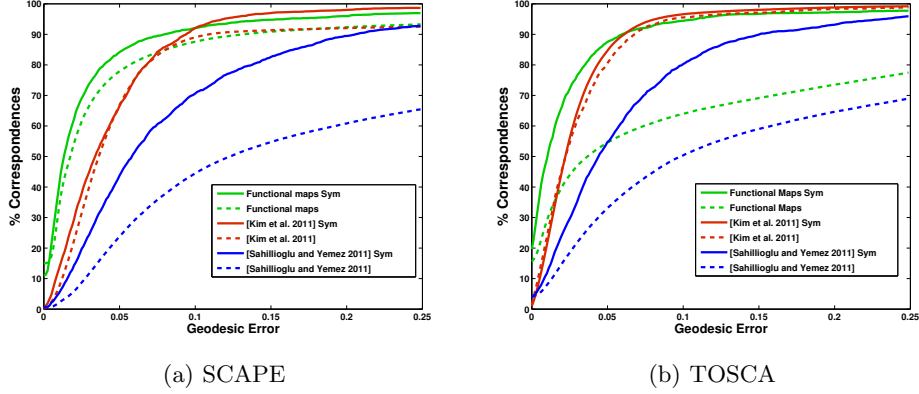 100
90
80
70
60
50
40
30
20
10
0
% Correspondences
0 0.05 0.1 0.15 0.2 0.25
Geodesic Error
Functional maps Sym
Functional maps
[Kim et al. 2011] Sym
[Kim et al. 2011]
[Sahillioglu and Yemez 2011] Sym
[Sahillioglu and Yemez 2011]
(a) SCAPE
100
90
80
70
60
50
40
30
20
10
0
% Correspondences
0 0.05 0.1 0.15 0.2 0.25
Geodesic Error
Functional Maps Sym
Functional Maps
[Kim et al. 2011] Sym
[Kim et al. 2011]
[Sahillioglu and Yemez 2011] Sym
[Sahillioglu and Yemez 2011]
(b) TOSCA